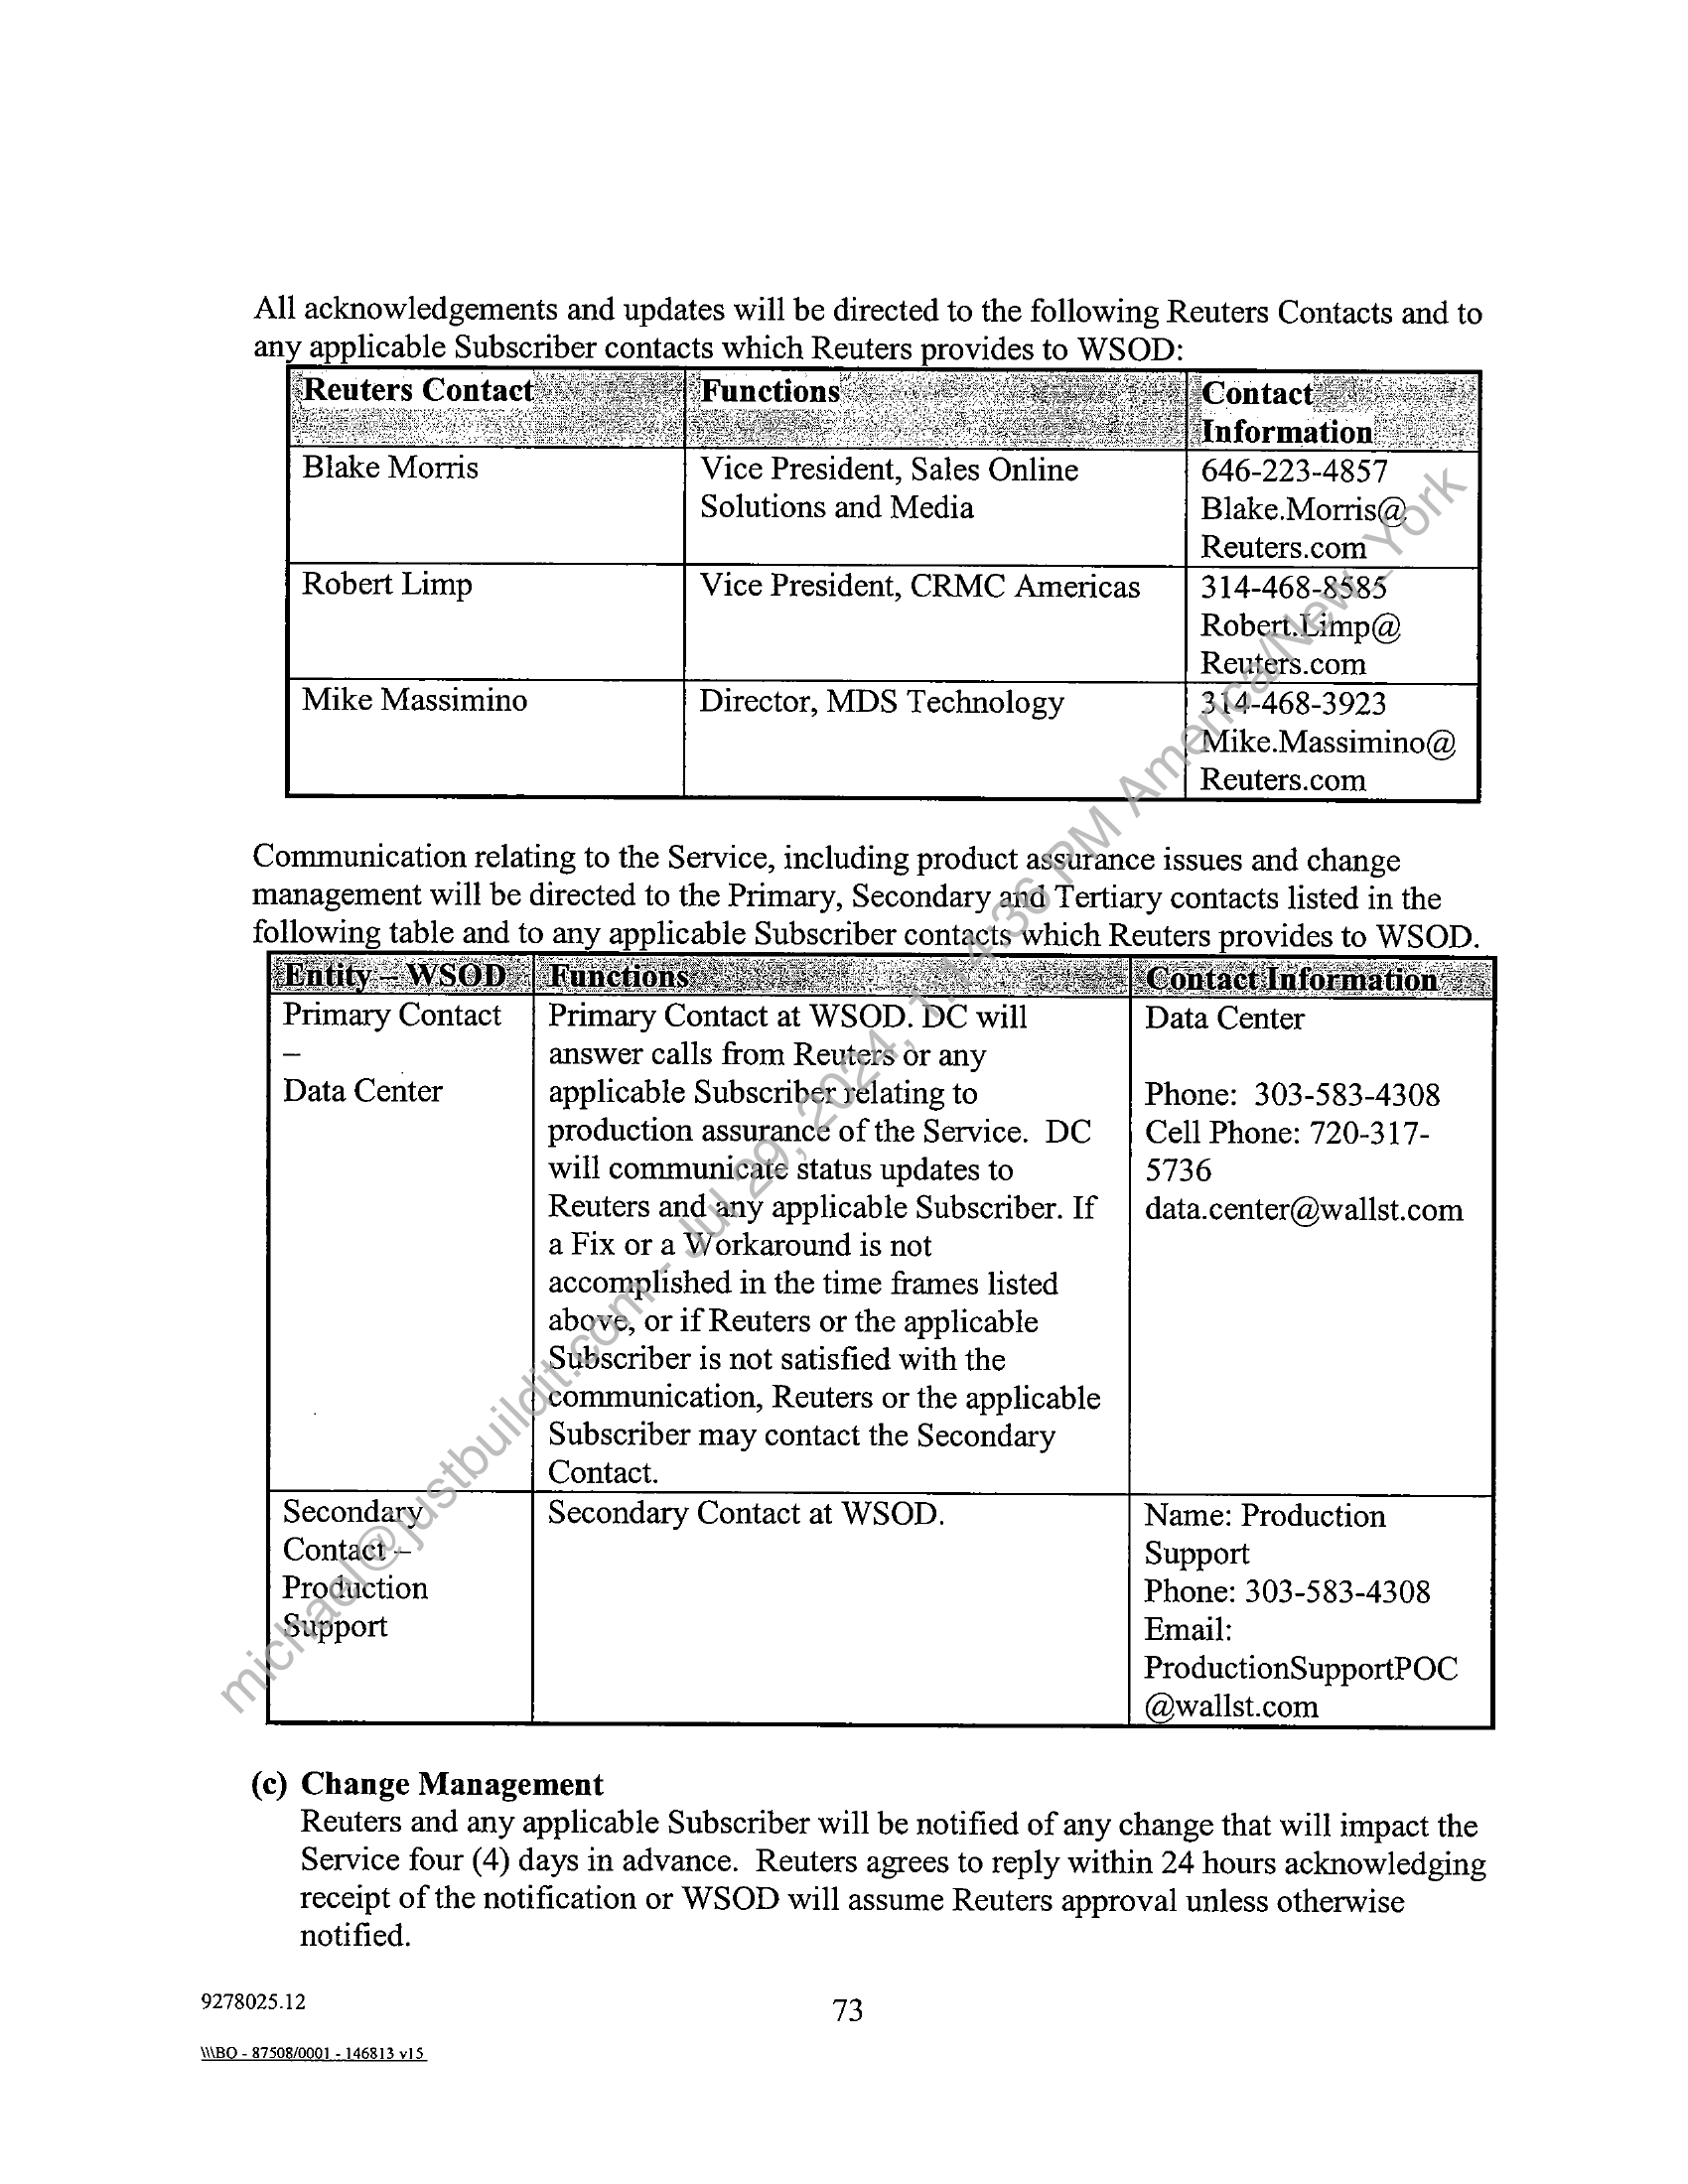 All acknowledgements and updates will be directed to the following Reuters Contacts and to
any applicable Subscriber contacts which Reuters provides to WSOD:
Reuters Contact
Functions
Contact
Information
Blake Morris
Vice President, Sales Online
Solutions and Media
646-223-4857
Blake.Morris@
Reuters.com
Robert Limp
Vice President, CRMC Americas
314-468-8585
Robert.Limp@
Reuters.com
Mike Massimino
Director, MDS Technology
314-468-3923
Mike.Massimino@
Reuters.com
Communication relating to the Service, including product assurance issues and change
management will be directed to the Primary, Secondary and Tertiary contacts listed in the
following table and to any applicable Subscriber contacts which Reuters provides to WSOD.
Entity – WSOD
Functions
Contact Information
Primary Contact
–
Data Center
Primary Contact at WSOD. DC will
answer calls from Reuters or any
applicable Subscriber relating to
production assurance of the Service.  DC
will communicate status updates to
Reuters and any applicable Subscriber. If
a Fix or a Workaround is not
accomplished in the time frames listed
above, or if Reuters or the applicable
Subscriber is not satisfied with the
communication, Reuters or the applicable
Subscriber may contact the Secondary
Contact.
Data Center
Phone:  303-583-4308
Cell Phone: 720-317-
5736
data.center@wallst.com
Secondary
Contact –
Production
Support
Secondary Contact at WSOD.
Name: Production
Support
Phone: 303-583-4308
Email:
ProductionSupportPOC
@wallst.com
(c) Change Management
Reuters and any applicable Subscriber will be notified of any change that will impact the
Service four (4) days in advance.  Reuters agrees to reply within 24 hours acknowledging
receipt of the notification or WSOD will assume Reuters approval unless otherwise
notified.
9278025.12
73
\\\BO - 87508/0001 - 146813 v15
michael@justbuildit.com - Jul 29, 2024, 1:14:36 PM America/New_York